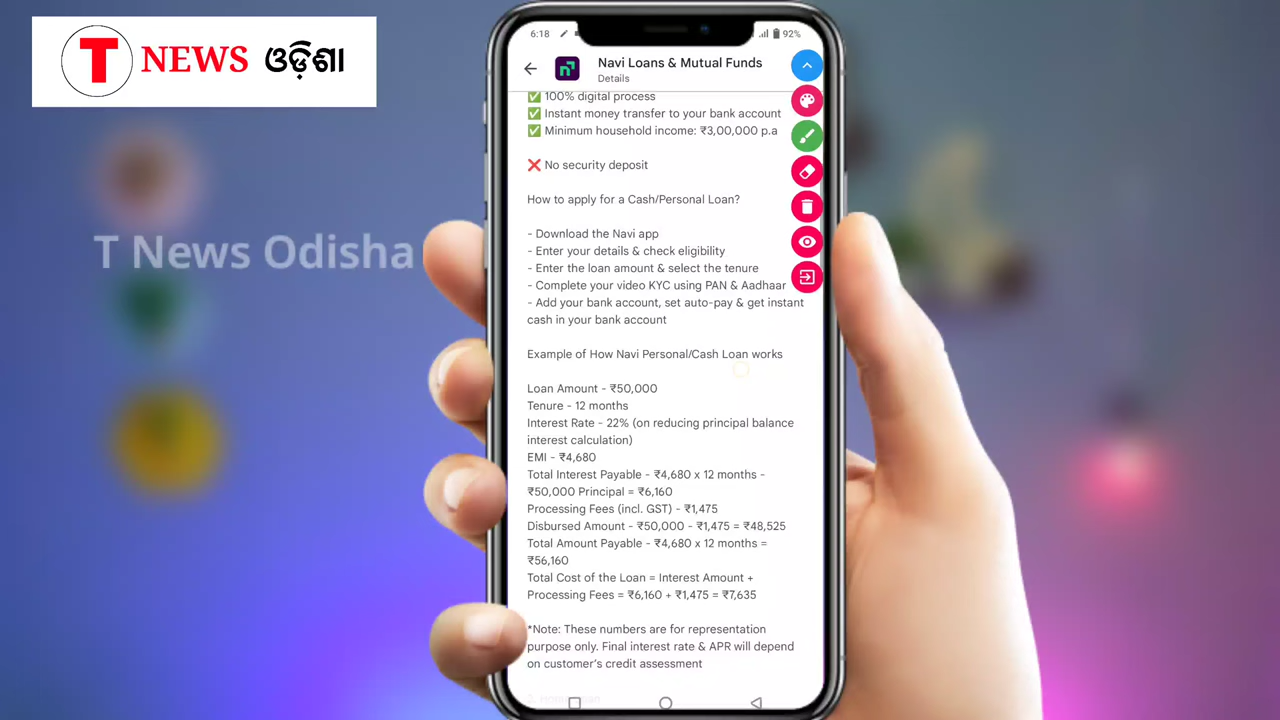 T NEWS ଓଡ଼ିଶା
T News Odisha
6:18
92%
Navi Loans & Mutual Funds
Details
✅ 100% digital process
✅ Instant money transfer to your bank account
✅ Minimum household income: ₹3,00,000 p.a
❌ No security deposit
How to apply for a Cash/Personal Loan?
- Download the Navi app
- Enter your details & check eligibility
- Enter the loan amount & select the tenure
- Complete your video KYC using PAN & Aadhaar
- Add your bank account, set auto-pay & get instant
cash in your bank account
Example of How Navi Personal/Cash Loan works
Loan Amount - ₹50,000
Tenure - 12 months
Interest Rate - 22% (on reducing principal balance
interest calculation)
EMI - ₹4,680
Total Interest Payable - ₹4,680 x 12 months -
₹50,000 Principal = ₹6,160
Processing Fees (incl. GST) - ₹1,475
Disbursed Amount - ₹50,000 - ₹1,475 = ₹48,525
Total Amount Payable - ₹4,680 x 12 months =
₹56,160
Total Cost of the Loan = Interest Amount +
Processing Fees = ₹6,160 + ₹1,475 = ₹7,635
*Note: These numbers are for representation
purpose only. Final interest rate & APR will depend
on customer's credit assessment